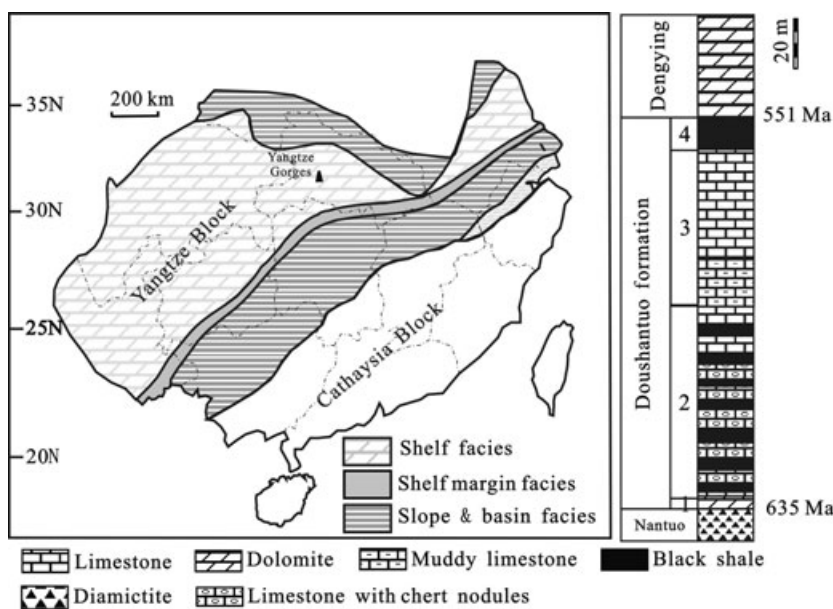 35N
200 km
Yangtze
Gorges
30N
Yangtze Block
25N
Cathaysia Block
20N
Shelf facies
Shelf margin facies
Slope & basin facies
Dengying
20 m
551 Ma
4
3
Doushantuo formation
2
1
635 Ma
Nantuo
Limestone
Dolomite
Muddy limestone
Black shale
Diamictite
Limestone with chert nodules